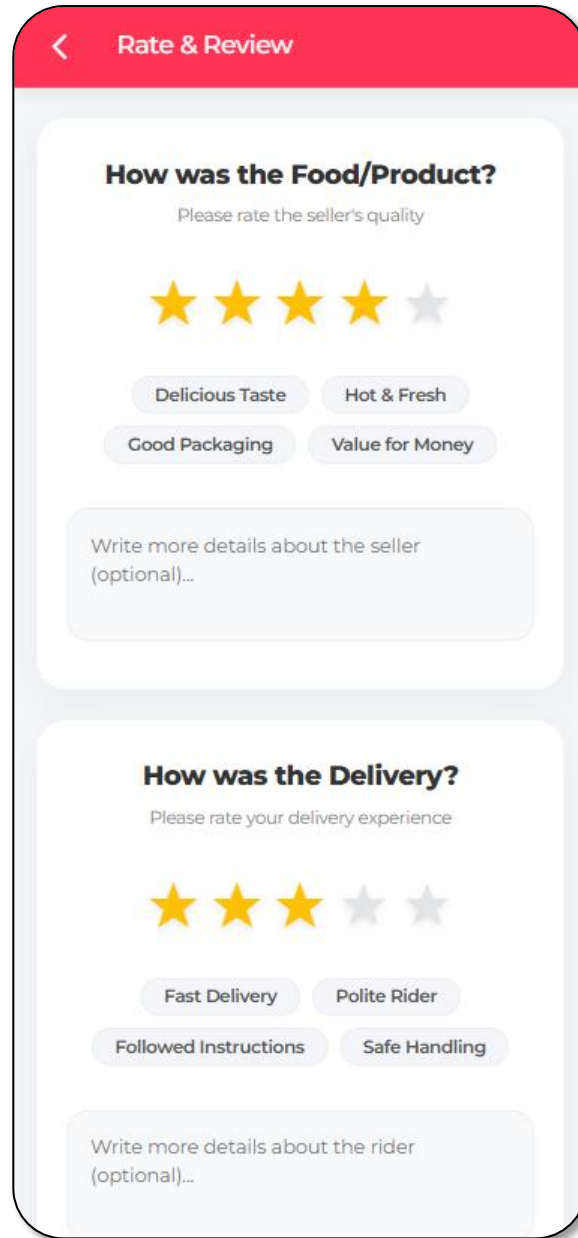 Rate & Review
How was the Food/Product?
Please rate the seller's quality
Delicious Taste
Hot & Fresh
Good Packaging
Value for Money
Write more details about the seller
(optional)...
How was the Delivery?
Please rate your delivery experience
Fast Delivery
Polite Rider
Followed Instructions
Safe Handling
Write more details about the rider
(optional)...